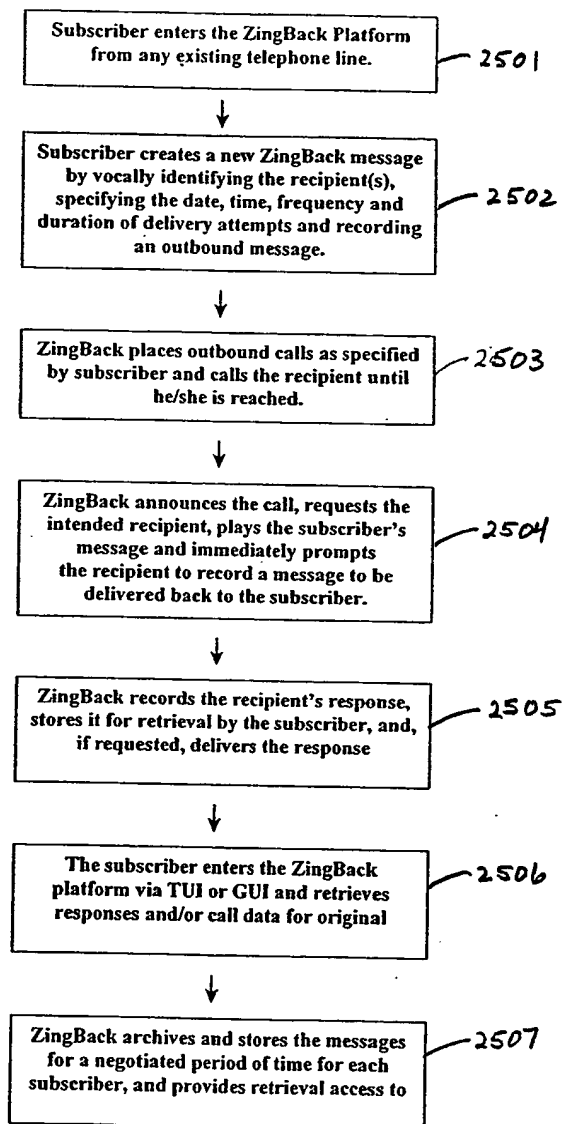 Subscriber enters the ZingBack Platform
from any existing telephone line.
2501
Subscriber creates a new ZingBack message
by vocally identifying the recipient(s),
specifying the date, time, frequency and
duration of delivery attempts and recording
an outbound message.
2502
ZingBack places outbound calls as specified
by subscriber and calls the recipient until
he/she is reached.
2503
ZingBack announces the call, requests the
intended recipient, plays the subscriber's
message and immediately prompts
the recipient to record a message to be
delivered back to the subscriber.
2504
ZingBack records the recipient's response,
stores it for retrieval by the subscriber, and,
if requested, delivers the response
2505
The subscriber enters the ZingBack
platform via TUI or GUI and retrieves
responses and/or call data for original
2506
ZingBack archives and stores the messages
for a negotiated period of time for each
subscriber, and provides retrieval access to
2507